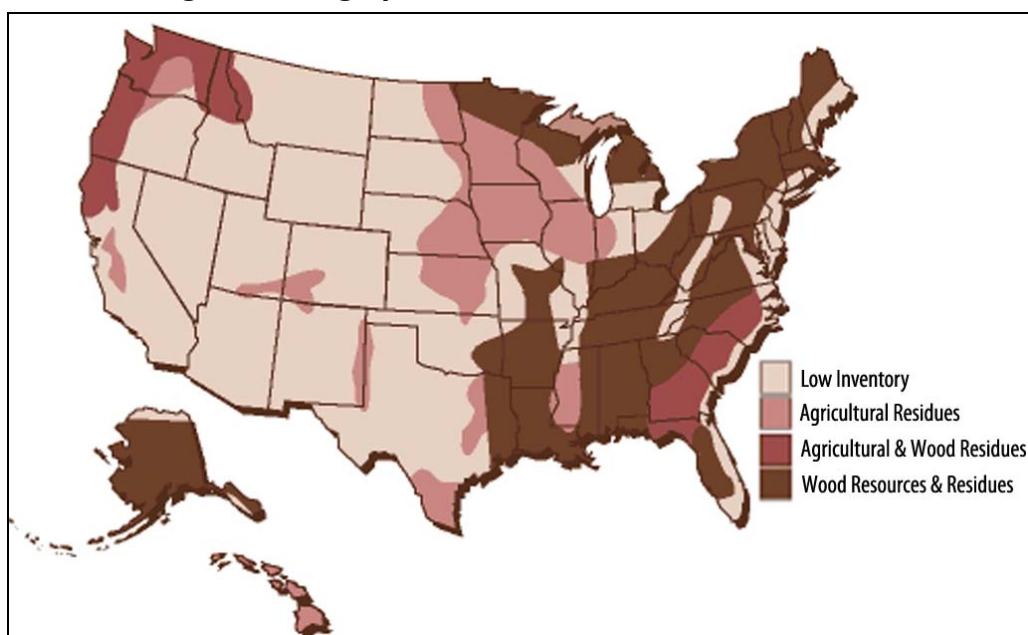 Low Inventory
Agricultural Residues
Agricultural & Wood Residues
Wood Resources & Residues